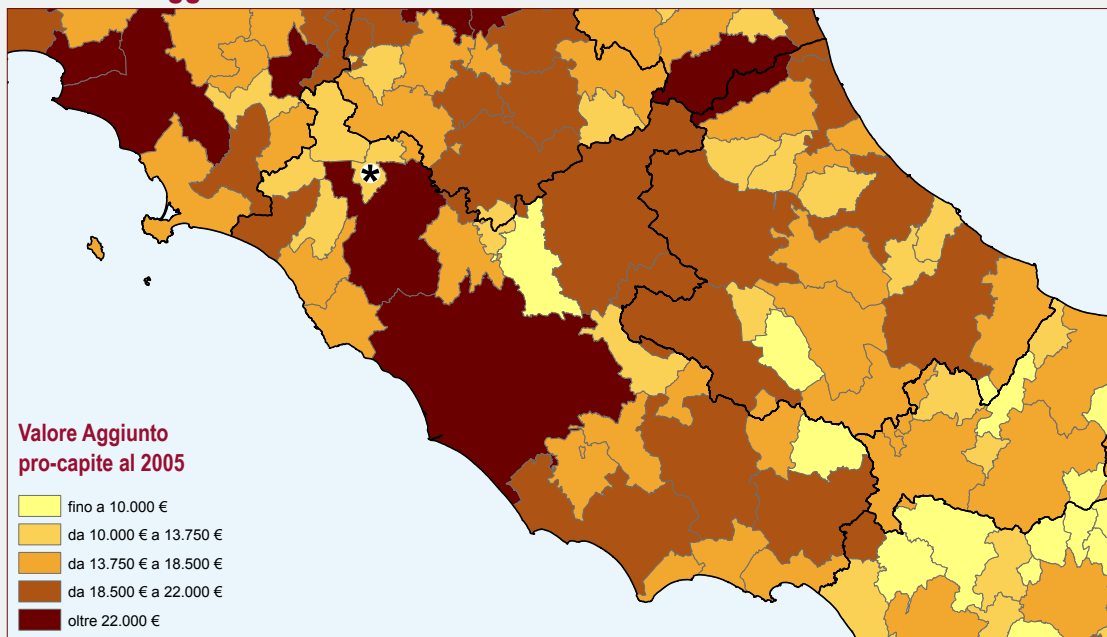 Valore Aggiunto
pro-capite al 2005
fino a 10.000 €
da 10.000 € a 13.750 €
da 13.750 € a 18.500 €
da 18.500 € a 22.000 €
oltre 22.000 €